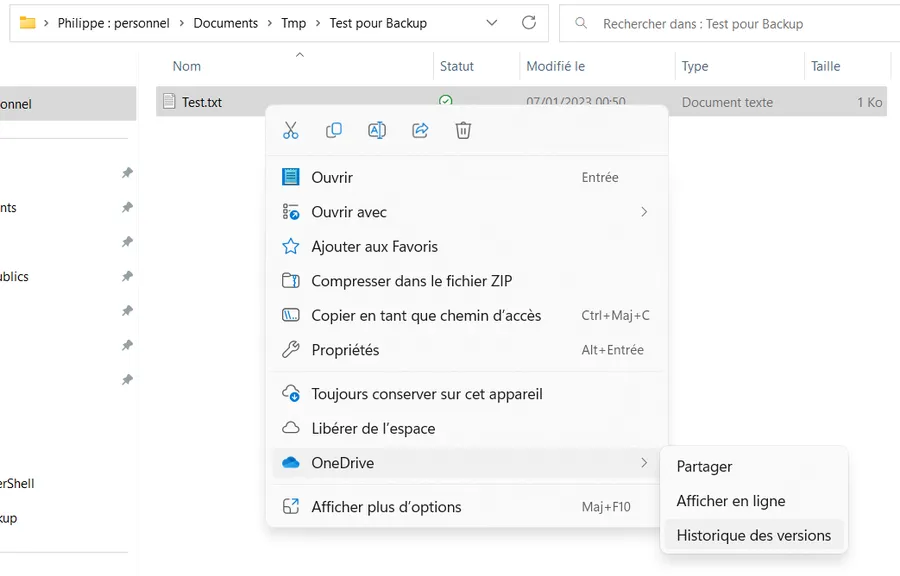 Philippe : personnel > Documents > Tmp > Test pour Backup
Rechercher dans : Test pour Backup
Nom Statut Modifié le Type Taille
onnel
Test.txt 07/01/2023 00:50 Document texte 1 Ko
Ouvrir Entrée
nts
Ouvrir avec
Ajouter aux Favoris
ublics
Compresser dans le fichier ZIP
Copier en tant que chemin d’accès Ctrl+Maj+C
Propriétés Alt+Entrée
Toujours conserver sur cet appareil
Libérer de l’espace
OneDrive
Partager
erShell
Afficher en ligne
Afficher plus d’options Maj+F10
kup
Historique des versions